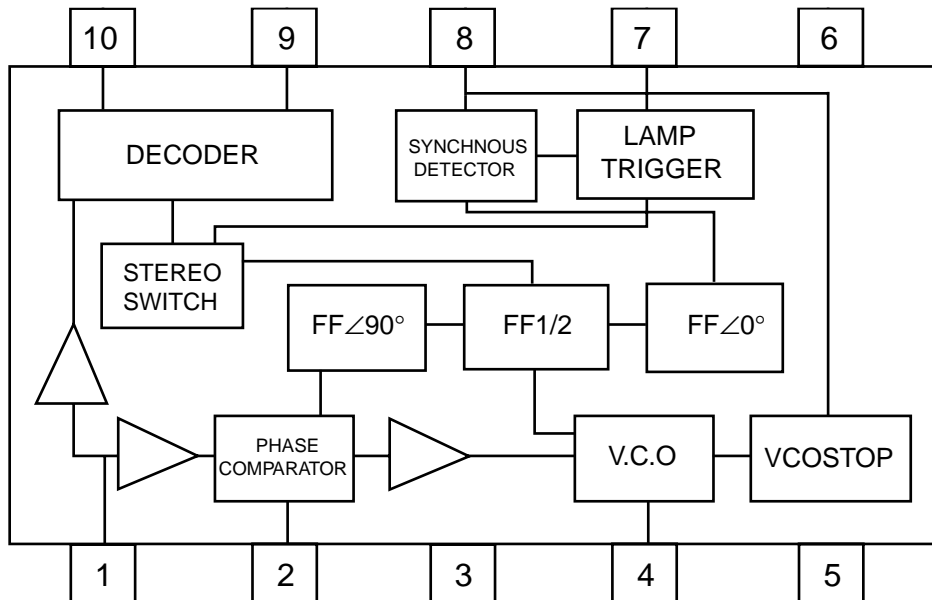 10
9
8
7
6
DECODER
SYNCHNOUS
DETECTOR
LAMP
TRIGGER
STEREO
SWITCH
FF∠90°
FF1/2
FF∠0°
PHASE
COMPARATOR
V.C.O
VCOSTOP
1
2
3
4
5